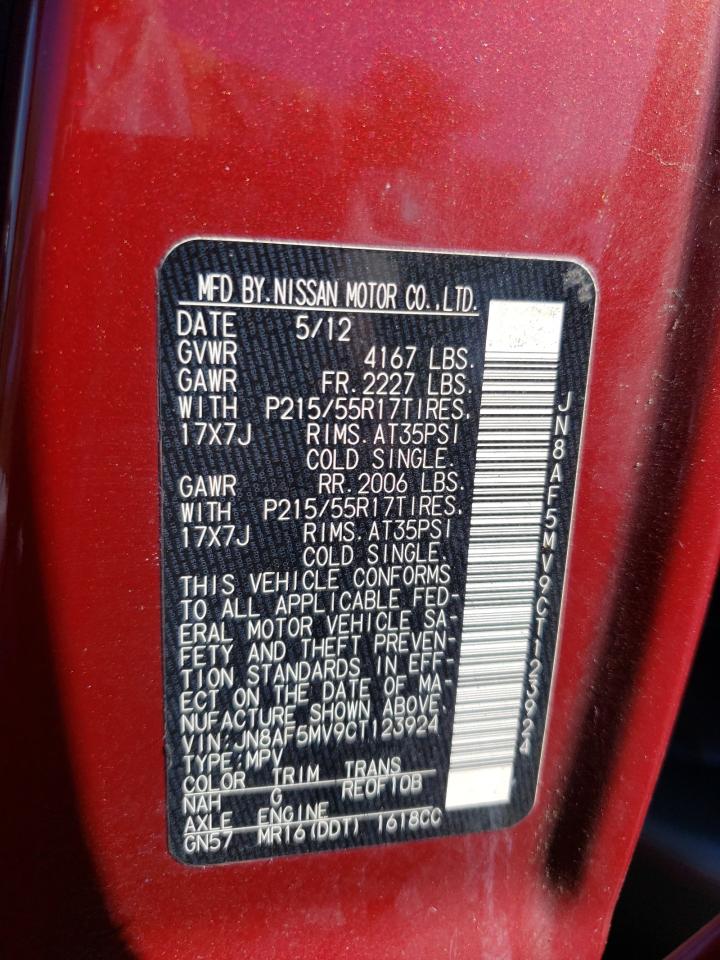 MFD BY. NISSAN MOTOR CO., LTD.
DATE 5/12
GVWR 4167 LBS.
GAWR FR. 2227 LBS.
WITH P215/55R17TIRES.
17X7J RIMS. AT35PSI
COLD SINGLE.
GAWR RR. 2006 LBS.
WITH P215/55R17TIRES.
17X7J RIMS. AT35PSI
COLD SINGLE.
THIS VEHICLE CONFORMS
TO ALL APPLICABLE FED-
ERAL MOTOR VEHICLE SA-
FETY AND THEFT PREVEN-
TION STANDARDS IN EFF-
ECT ON THE DATE OF MA-
NUFACTURE SHOWN ABOVE.
VIN:JN8AF5MV9CT123924
TYPE:MPV
COLOR TRIM TRANS
NAH G RE0F10B
AXLE ENGINE
GN57 MR16(DDT) 1618CC
JN8AF5MV9CT123924